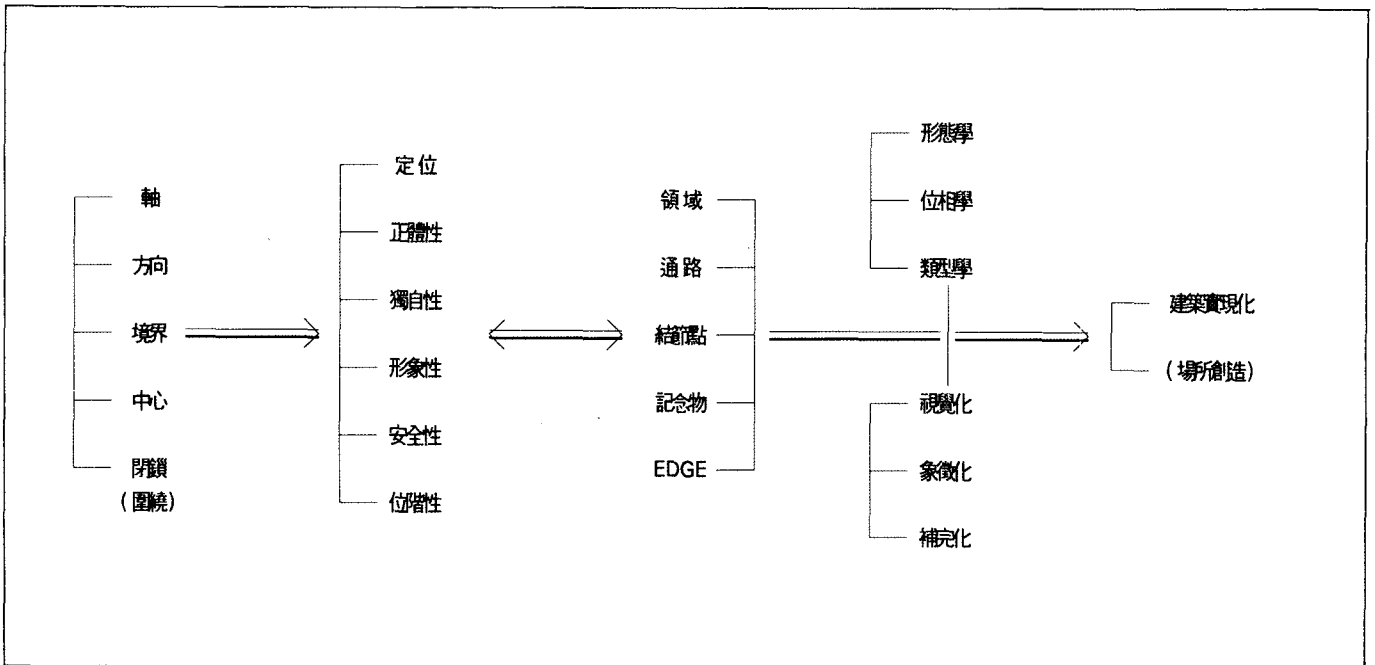 軸
方向
境界
中心
閉鎖
(圍繞)
定位
正體性
獨自性
形象性
安全性
位階性
領域
通路
結節點
記念物
EDGE
形態學
位相學
類型學
視覺化
象徵化
補完化
建築實現化
(場所創造)